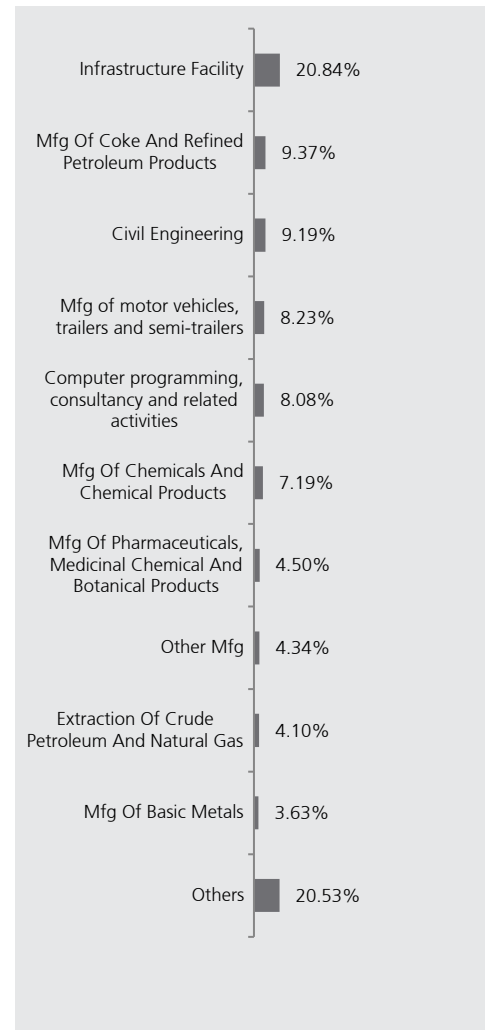 Infrastructure Facility 20.84%
Mfg Of Coke And Refined
Petroleum Products 9.37%
Civil Engineering 9.19%
Mfg of motor vehicles,
trailers and semi-trailers 8.23%
Computer programming,
consultancy and related
activities 8.08%
Mfg Of Chemicals And
Chemical Products 7.19%
Mfg Of Pharmaceuticals,
Medicinal Chemical And
Botanical Products 4.50%
Other Mfg 4.34%
Extraction Of Crude
Petroleum And Natural Gas 4.10%
Mfg Of Basic Metals 3.63%
Others 20.53%